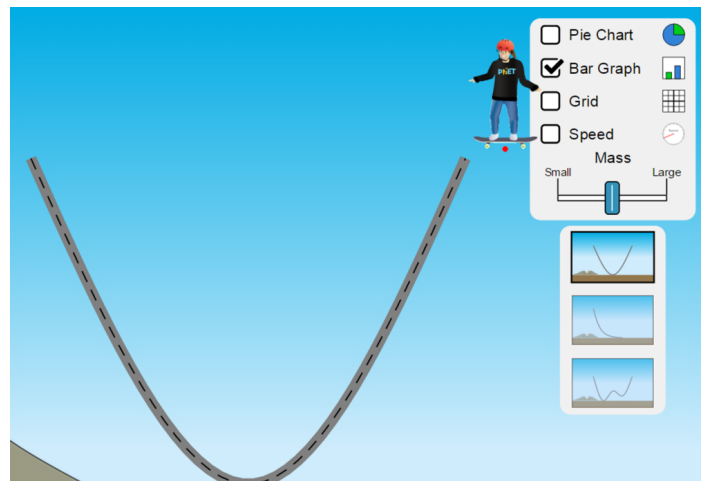 Pie Chart
PhET
Bar Graph
Grid
Speed
Mass
Small
Large